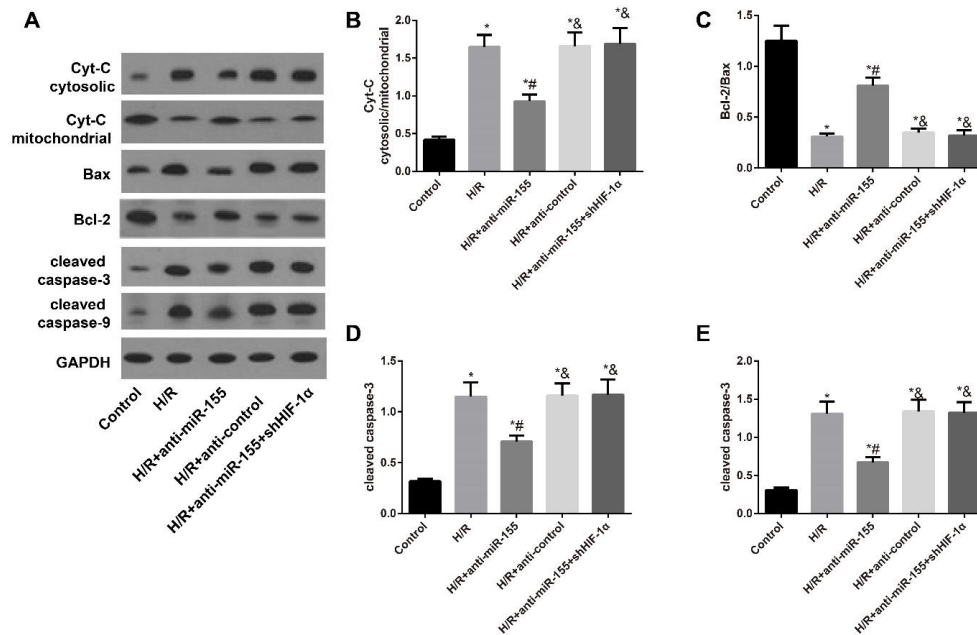 A
Cyt-C
cytosolic
Cyt-C
mitochondrial
Bax
Bcl-2
cleaved
caspase-3
cleaved
caspase-9
GAPDH
Control
H/R
H/R+anti-miR-155
H/R+anti-control
H/R+anti-miR-155+shHIF-1α
B
Cyt-C
cytosolic/mitochondrial
2.0
1.5
1.0
0.5
0.0
*
*#
*&
*&
Control
H/R
H/R+anti-miR-155
H/R+anti-control
H/R+anti-miR-155+shHIF-1α
C
Bcl-2/Bax
1.5
1.0
0.5
0.0
*
*#
*&
*&
Control
H/R
H/R+anti-miR-155
H/R+anti-control
H/R+anti-miR-155+shHIF-1α
D
cleaved caspase-3
1.5
1.0
0.5
0.0
*
*#
*&
*&
Control
H/R
H/R+anti-miR-155
H/R+anti-control
H/R+anti-miR-155+shHIF-1α
E
cleaved caspase-3
2.0
1.5
1.0
0.5
0.0
*
*#
*&
*&
Control
H/R
H/R+anti-miR-155
H/R+anti-control
H/R+anti-miR-155+shHIF-1α